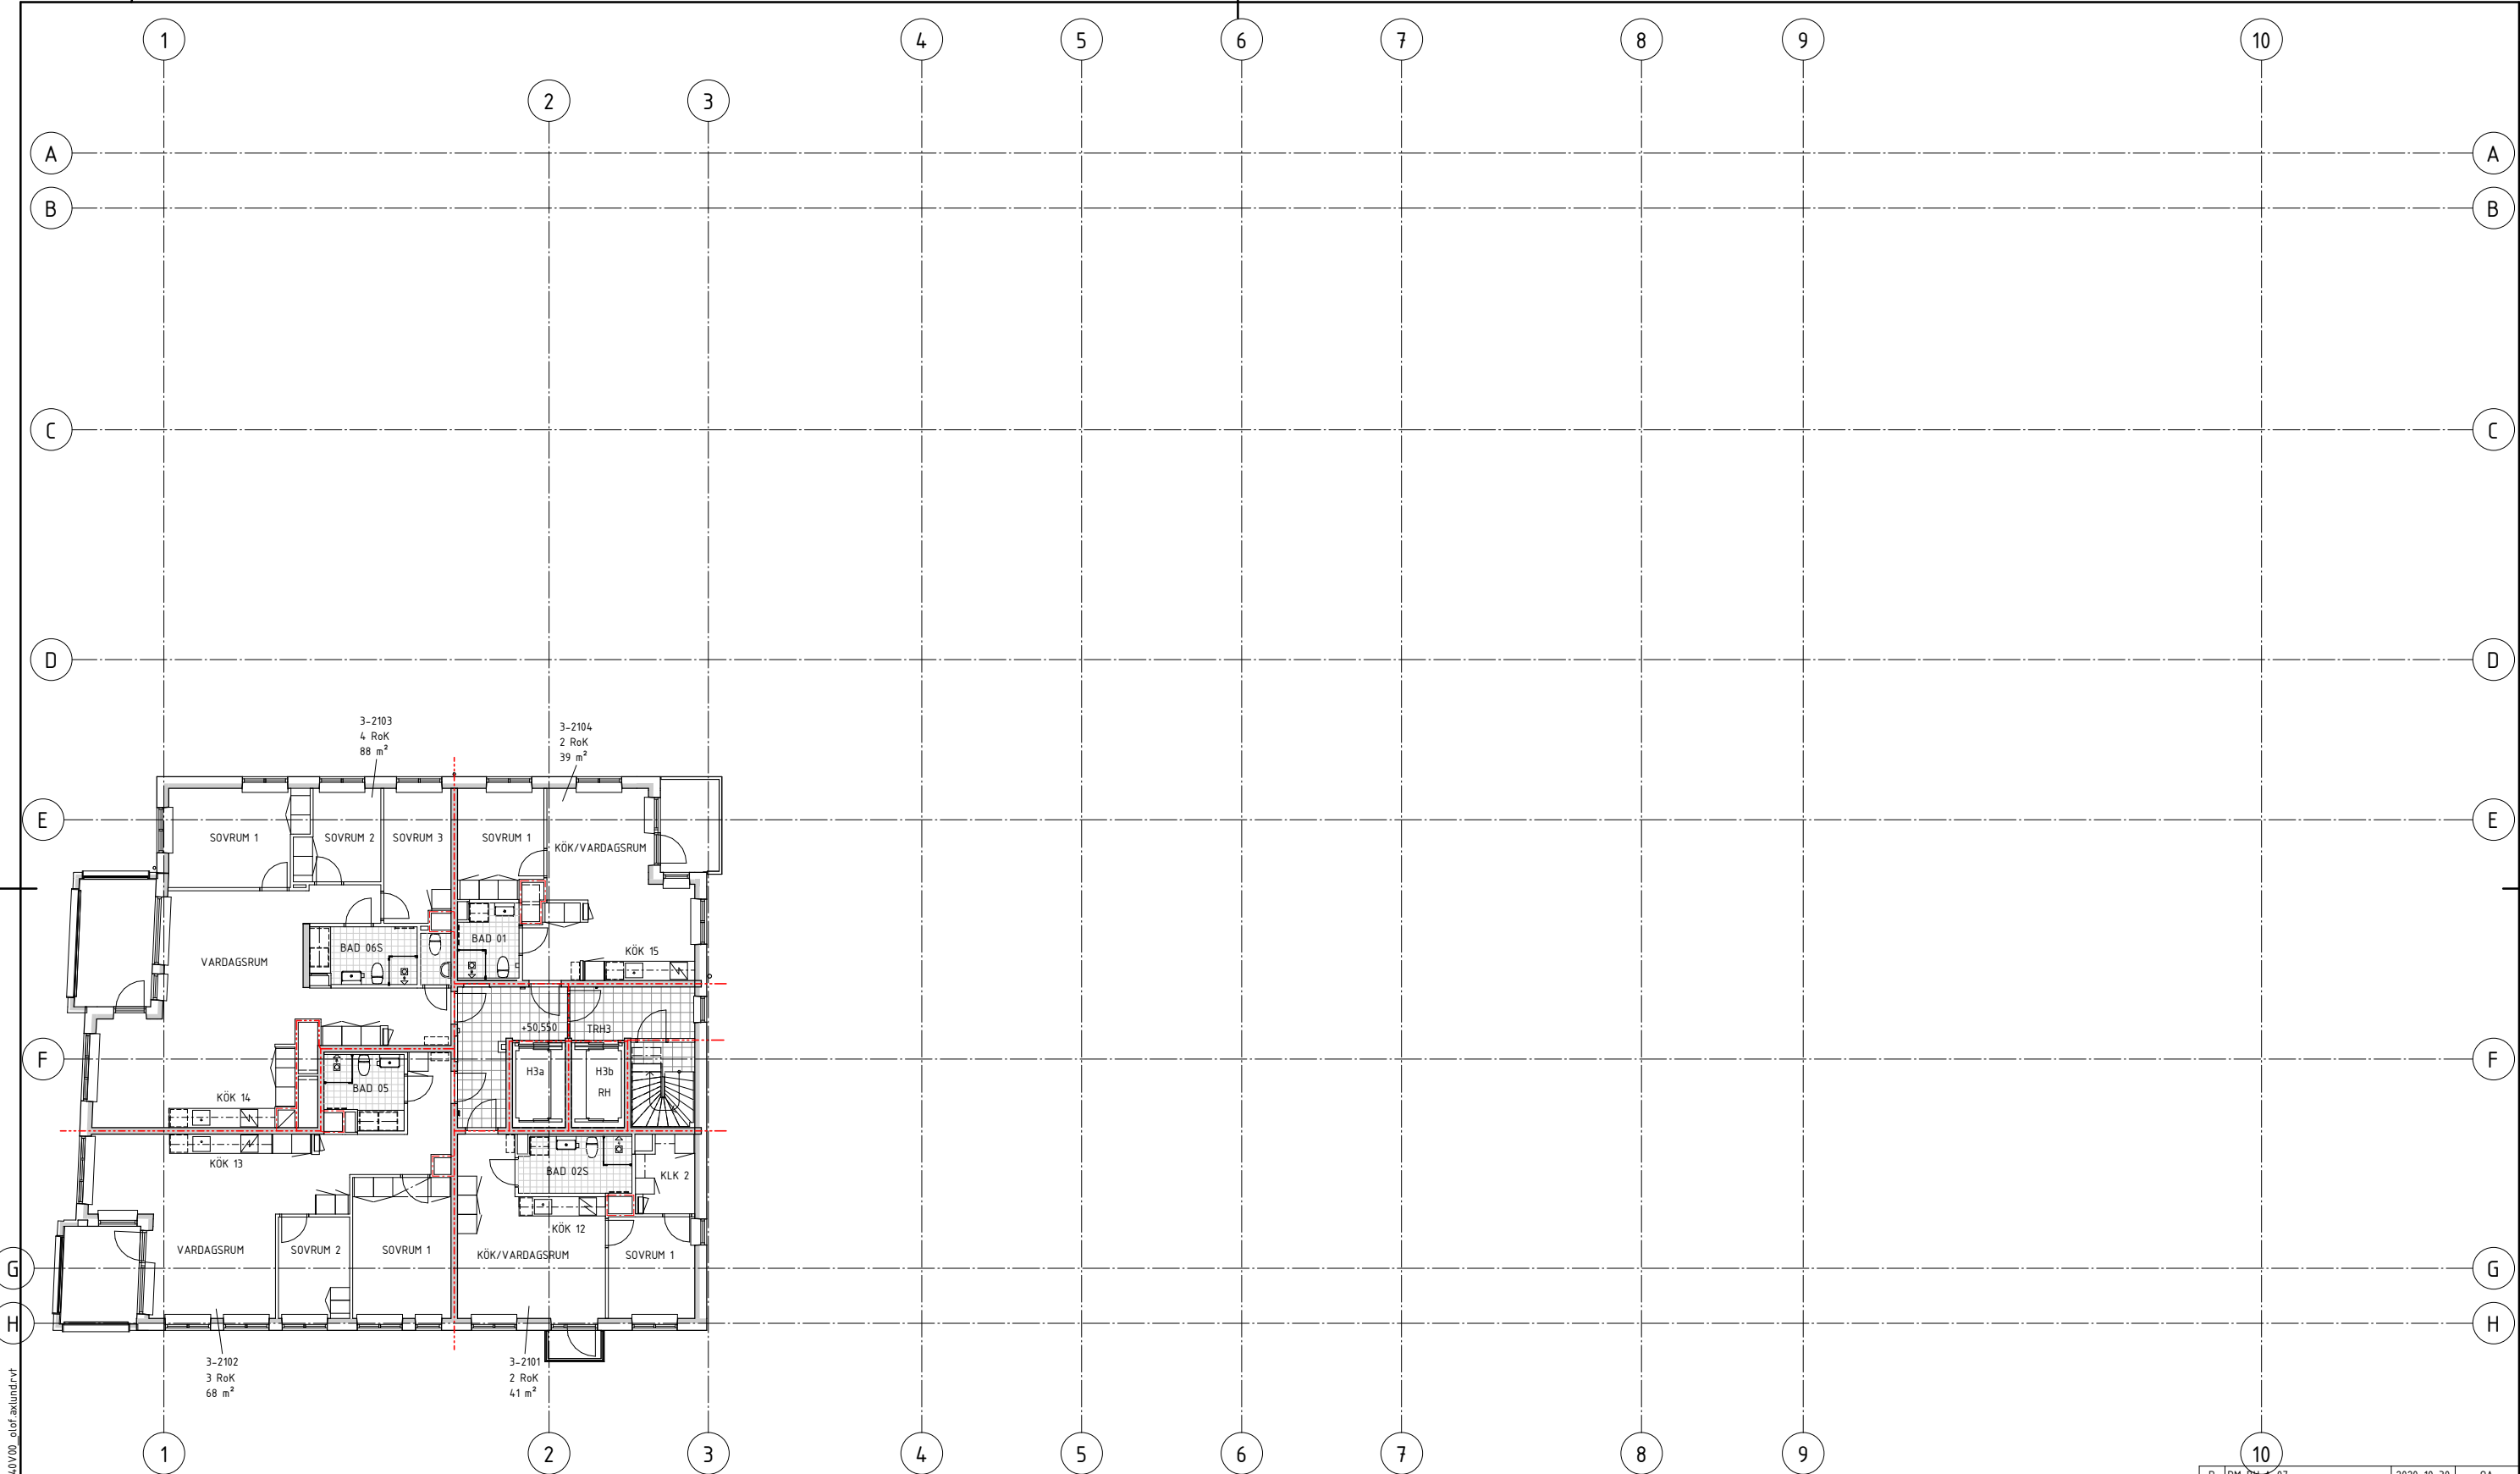 1
4
5
6
7
8
9
10
2
3
A
A
B
B
C
C
D
D
3-2103
4 RoK
88 m²
3-2104
2 RoK
39 m²
E
E
SOVRUM 1
SOVRUM 2
SOVRUM 3
SOVRUM 1
KÖK/VARDAGSRUM
BAD 06S
BAD 01
VARDAGSRUM
KÖK 15
+50,550
TRH3
F
F
H3a
H3b
RH
BAD 05
KÖK 14
KÖK 13
BAD 02S
KLK 2
KÖK 12
VARDAGSRUM
SOVRUM 2
SOVRUM 1
KÖK/VARDAGSRUM
SOVRUM 1
G
G
H
H
3-2102
3 RoK
68 m²
3-2101
2 RoK
41 m²
40V00_olof.axlund.rvt
1
2
3
4
5
6
7
8
9
10